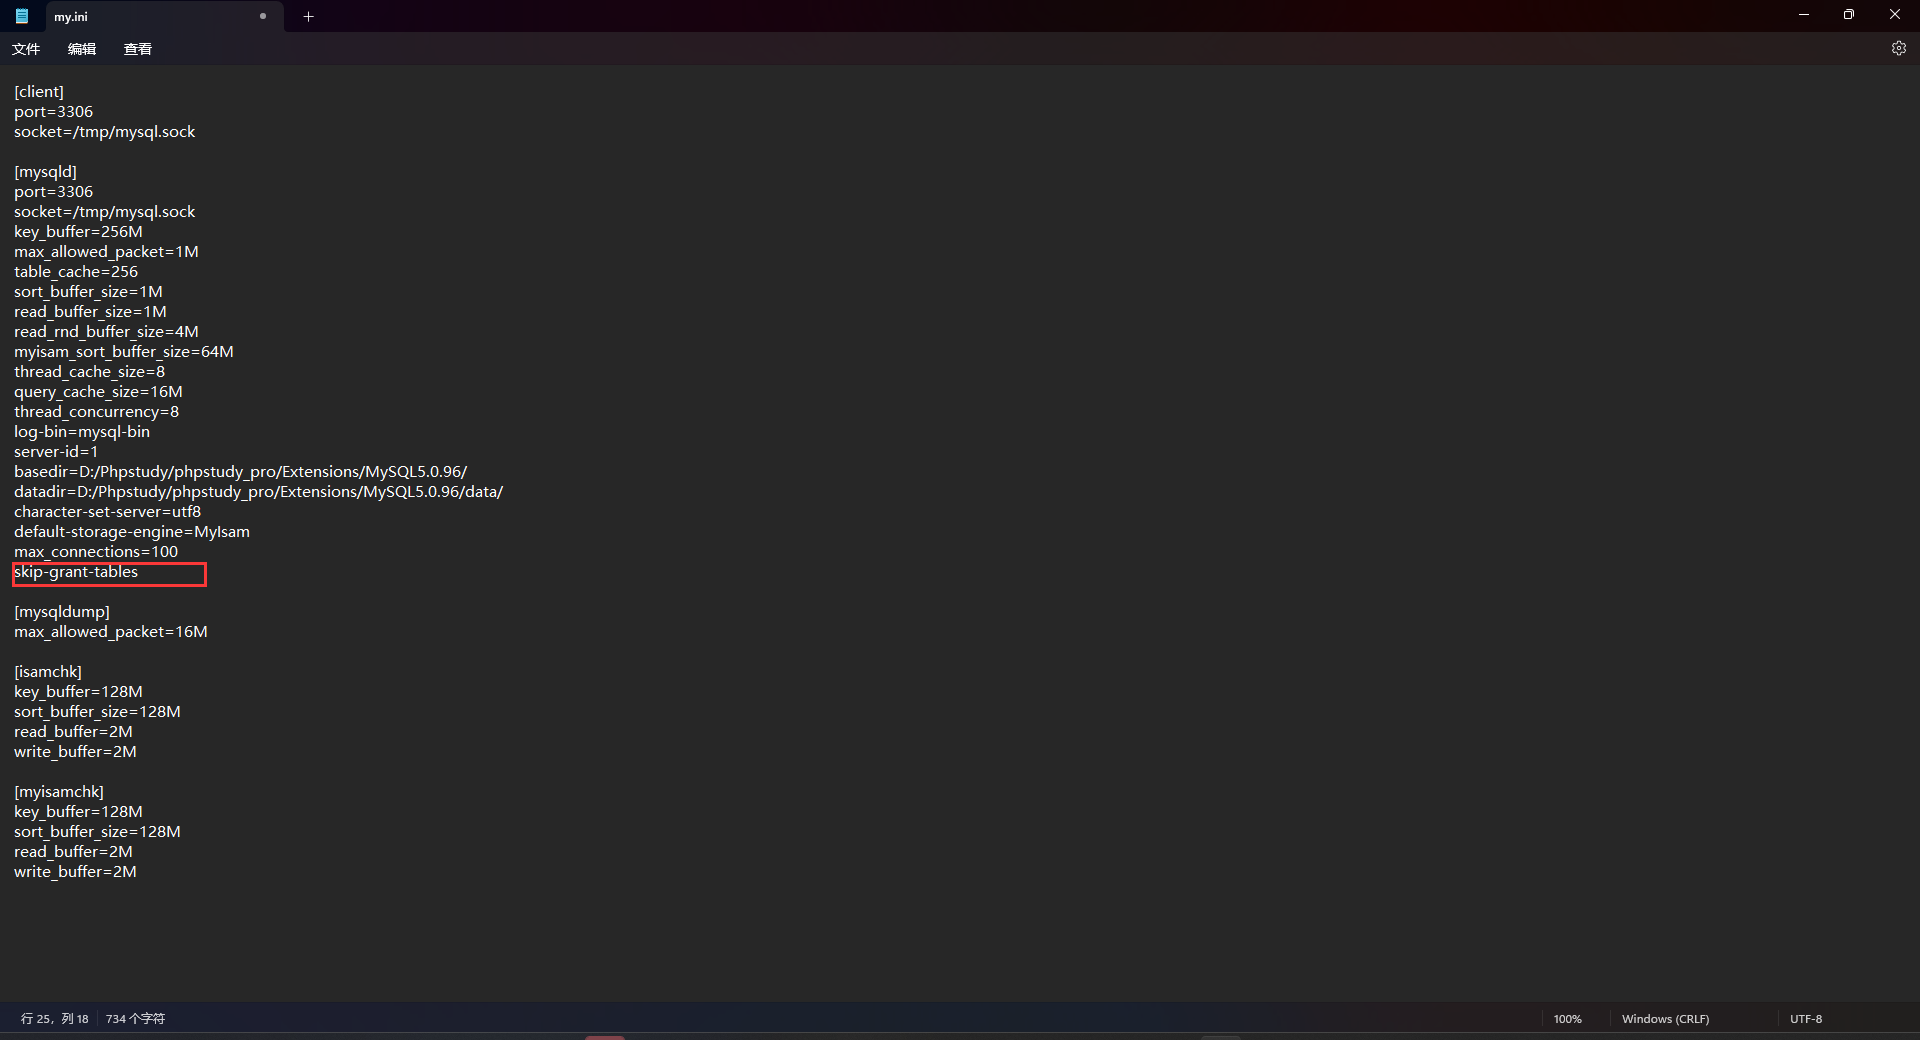 my.ini
文件 编辑 查看
[client]
port=3306
socket=/tmp/mysql.sock
[mysqld]
port=3306
socket=/tmp/mysql.sock
key_buffer=256M
max_allowed_packet=1M
table_cache=256
sort_buffer_size=1M
read_buffer_size=1M
read_rnd_buffer_size=4M
myisam_sort_buffer_size=64M
thread_cache_size=8
query_cache_size=16M
thread_concurrency=8
log-bin=mysql-bin
server-id=1
basedir=D:/Phpstudy/phpstudy_pro/Extensions/MySQL5.0.96/
datadir=D:/Phpstudy/phpstudy_pro/Extensions/MySQL5.0.96/data/
character-set-server=utf8
default-storage-engine=MyIsam
max_connections=100
skip-grant-tables
[mysqldump]
max_allowed_packet=16M
[isamchk]
key_buffer=128M
sort_buffer_size=128M
read_buffer=2M
write_buffer=2M
[myisamchk]
key_buffer=128M
sort_buffer_size=128M
read_buffer=2M
write_buffer=2M
行 25，列 18 734 个字符 100% Windows (CRLF) UTF-8